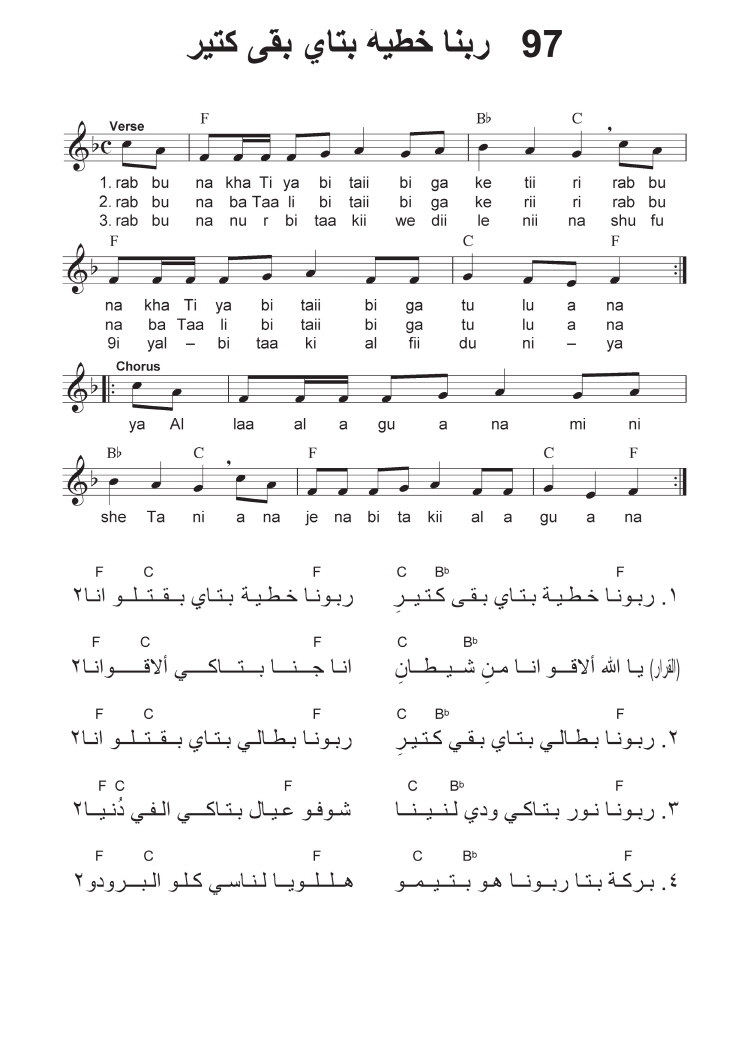 97 ربنا خطية بتاي بقى كتير
Verse
F B♭ C
1. rab bu na kha Ti ya bi taii bi ga ke tii ri rab bu
2. rab bu na ba Taa li bi taii bi ga ke rii ri rab bu
3. rab bu na nu r bi taa kii we dii le nii na shu fu
F C F
na kha Ti ya bi taii bi ga tu lu a na
na ba Taa li bi taii bi ga tu lu a na
9i yal – bi taa ki al fii du ni – ya
Chorus
ya Al laa al a gu a na mi ni
B♭ C F C F
she Ta ni a na je na bi ta kii al a gu a na
F C F C B♭ F
١. ربونا خطية بتاي بقى كتيرِ ربونا خطية بتاي بقتلو انا٢
F C F C B♭
(القرار) يا الله ألاقو انا منِ شيطانِ انا جنا بتاكي ألاقوانا٢
F C F C B♭ F
٢. ربونا بطالي بتاي بقي كتيرِ ربونا بطالي بتاي بقتلو انا٢
F C F C B♭ F
٣. ربونا نور بتاكي ودي لنينا شوفو عيال بتاكي الفي دُنيا٢
F C F C B♭ F
٤. بركة بتا ربونا هو بتيمو هللويا لناسي كلو البرودو٢